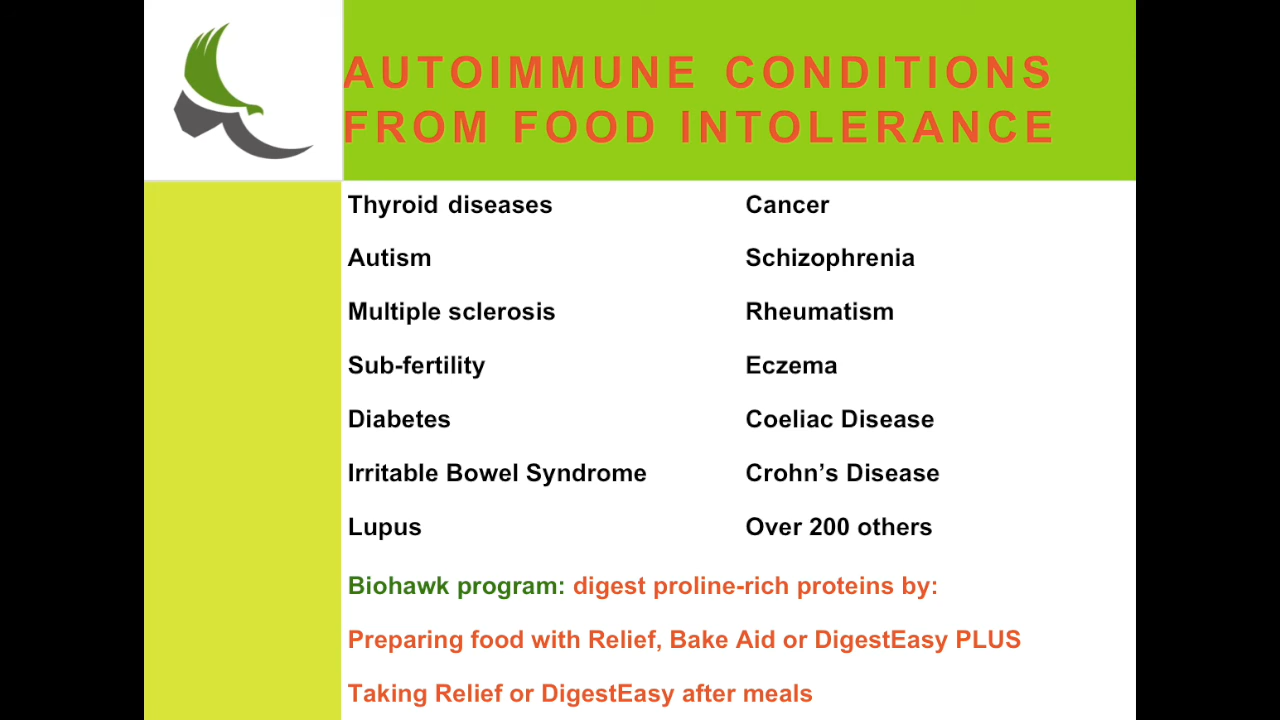 AUTOIMMUNE CONDITIONS
FROM FOOD INTOLERANCE
Thyroid diseases
Cancer
Autism
Schizophrenia
Multiple sclerosis
Rheumatism
Sub-fertility
Eczema
Diabetes
Coeliac Disease
Irritable Bowel Syndrome
Crohn’s Disease
Lupus
Over 200 others
Biohawk program: digest proline-rich proteins by:
Preparing food with Relief, Bake Aid or DigestEasy PLUS
Taking Relief or DigestEasy after meals